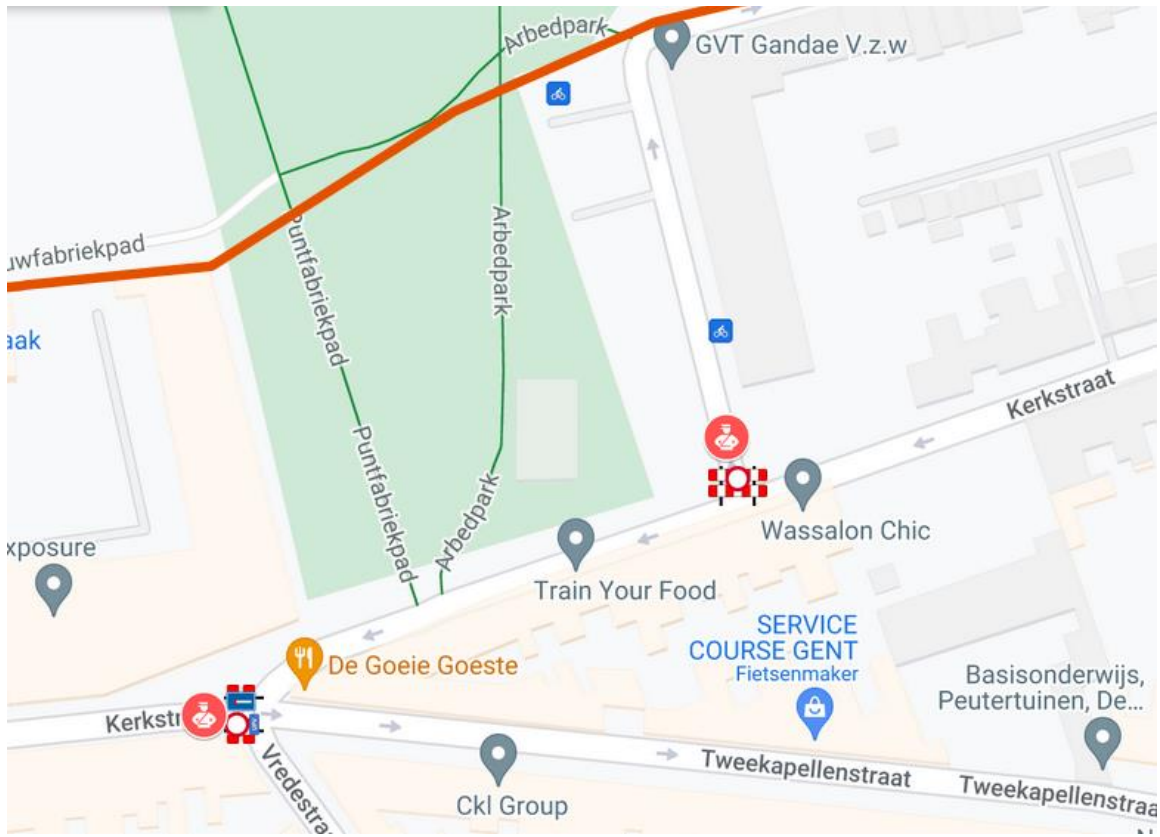 Arbedpark
GVT Gandae V.z.w
uwfabriekpad
Puntfabriekpad
Arbedpark
aak
Kerkstraat
Puntfabriekpad
Arbedpark
Wassalon Chic
xposure
Train Your Food
SERVICE
COURSE GENT
Fietsenmaker
De Goeie Goeste
Basisonderwijs,
Peutertuinen, De...
Kerkstr
Vredestraa
Tweekapellenstraat
Tweekapellenstraa
Ckl Group